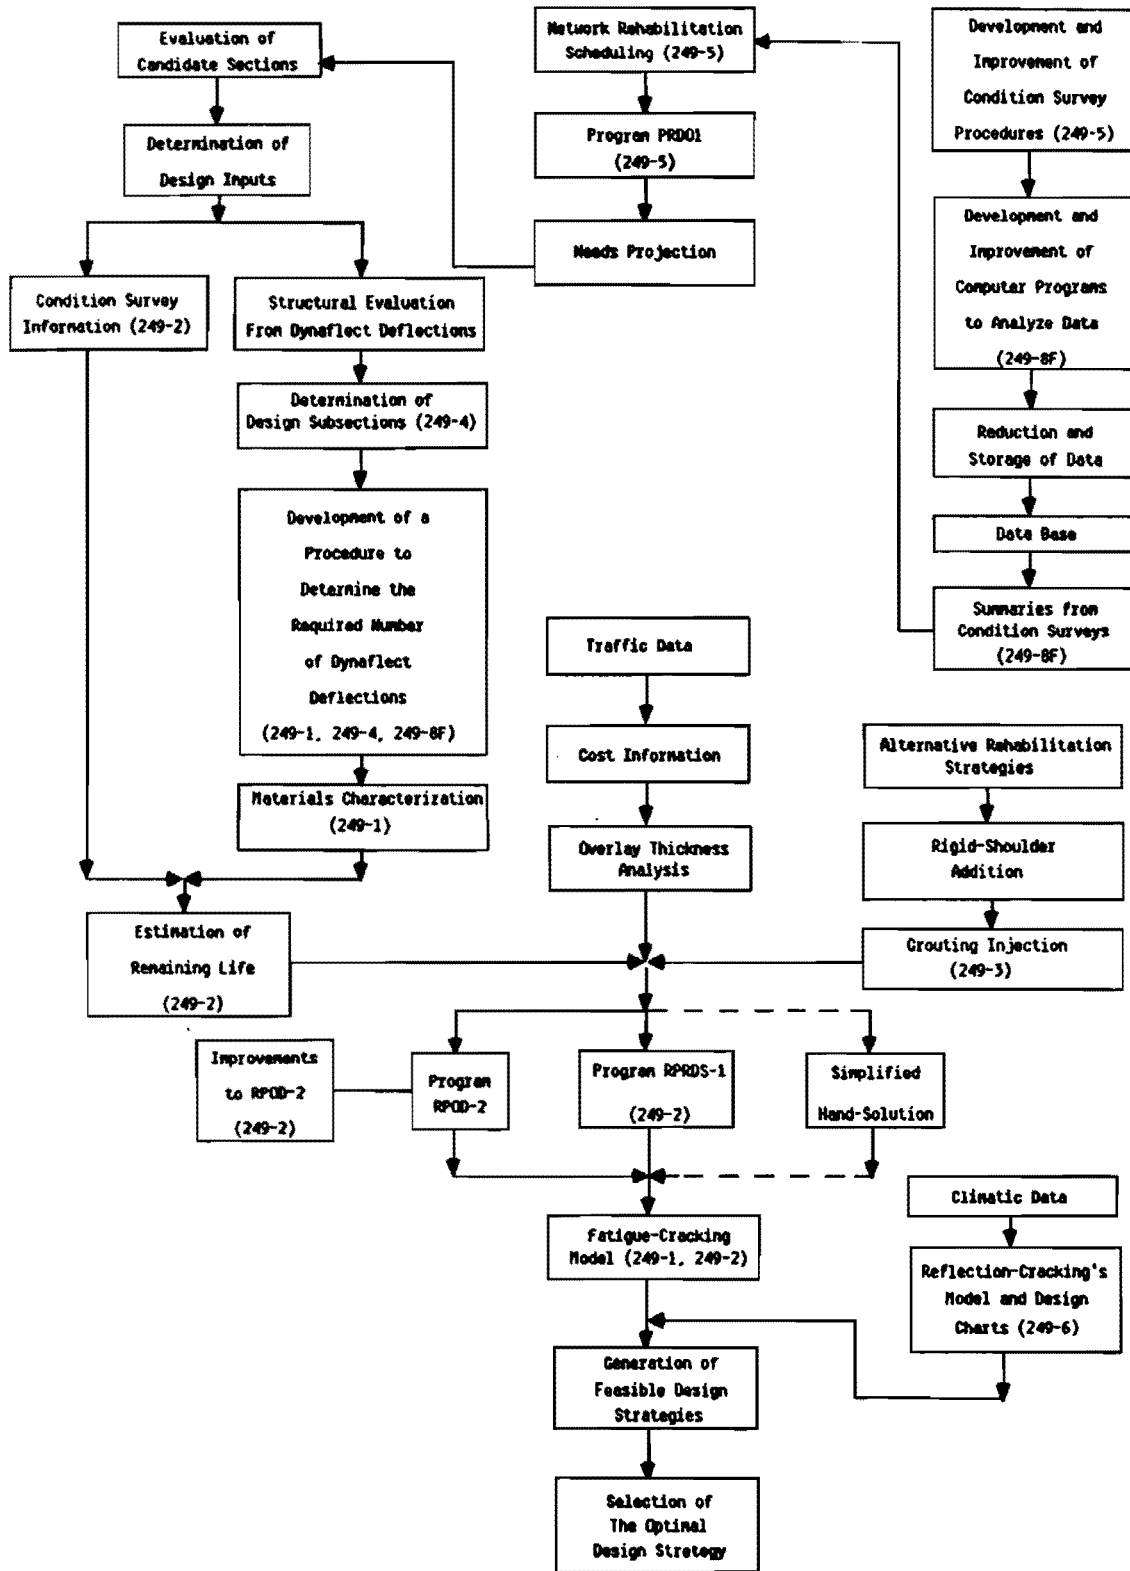 Evaluation of
Candidate Sections
Determination of
Design Inputs
Condition Survey
Information (249-2)
Structural Evaluation
From Dynaflect Deflections
Determination of
Design Subsections (249-4)
Development of a
Procedure to
Determine the
Required Number
of Dynaflect
Deflections
(249-1, 249-4, 249-8F)
Materials Characterization
(249-1)
Estimation of
Remaining Life
(249-2)
Network Rehabilitation
Scheduling (249-5)
Program PRDO1
(249-5)
Needs Projection
Development and
Improvement of
Condition Survey
Procedures (249-5)
Development and
Improvement of
Computer Programs
to Analyze Data
(249-8F)
Reduction and
Storage of Data
Data Base
Summaries from
Condition Surveys
(249-8F)
Traffic Data
Cost Information
Overlay Thickness
Analysis
Alternative Rehabilitation
Strategies
Rigid-Shoulder
Addition
Grouting Injection
(249-3)
Improvements
to RPOD-2
(249-2)
Program
RPOD-2
Program RPRDS-1
(249-2)
Simplified
Hand-Solution
Fatigue-Cracking
Model (249-1, 249-2)
Climatic Data
Reflection-Cracking's
Model and Design
Charts (249-6)
Generation of
Feasible Design
Strategies
Selection of
The Optimal
Design Stretegy